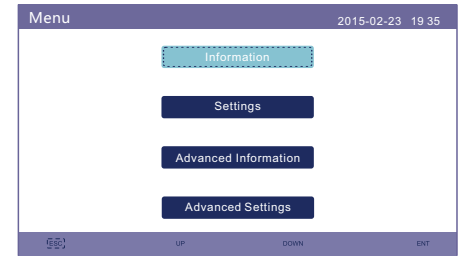 Menu 2015-02-23 19 35
Information
Settings
Advanced Information
Advanced Settings
ESC UP DOWN ENT